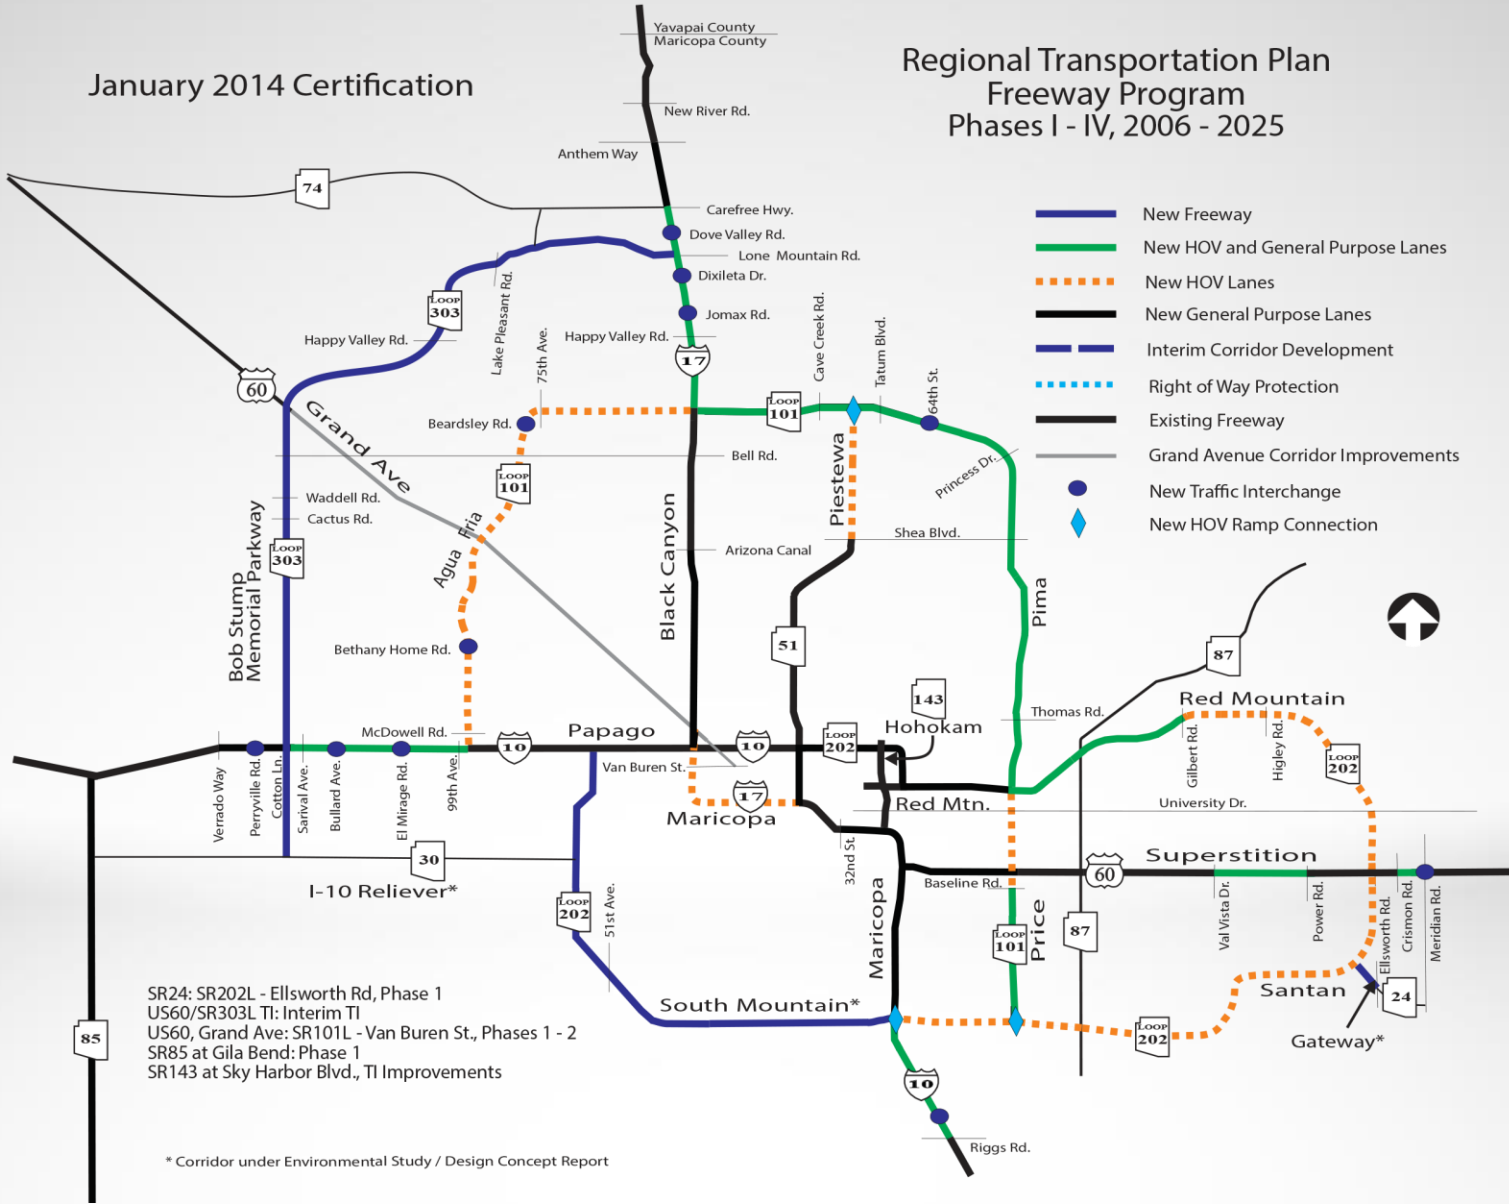 January 2014 Certification
Regional Transportation Plan
Freeway Program
Phases I - IV, 2006 - 2025
Yavapai County
Maricopa County
New River Rd.
Anthem Way
74
Carefree Hwy.
Dove Valley Rd.
Lone Mountain Rd.
Dixileta Dr.
Jomax Rd.
Happy Valley Rd.
17
Lake Pleasant Rd.
LOOP
303
Happy Valley Rd.
60
Grand Ave
75th Ave.
Beardsley Rd.
LOOP
101
Cave Creek Rd.
Tatum Blvd.
64th St.
Princess Dr.
Bell Rd.
LOOP
101
Waddell Rd.
Cactus Rd.
LOOP
303
Bob Stump
Memorial Parkway
Agua Fria
Black Canyon
Arizona Canal
Piestewa
Shea Blvd.
51
Pima
Bethany Home Rd.
McDowell Rd.
Papago
10
10
LOOP
202
143
Hohokam
Thomas Rd.
87
Red Mountain
Gilbert Rd.
Higley Rd.
LOOP
202
Van Buren St.
17
Maricopa
Red Mtn.
University Dr.
Verrado Way
Perryville Rd.
Cotton Ln.
Sarival Ave.
Bullard Ave.
El Mirage Rd.
99th Ave.
30
I-10 Reliever*
32nd St.
Superstition
60
Baseline Rd.
Val Vista Dr.
Power Rd.
Ellsworth Rd.
Crismon Rd.
Meridian Rd.
LOOP
202
51st Ave.
Maricopa
LOOP
101
Price
87
South Mountain*
Santan
24
Gateway*
LOOP
202
10
Riggs Rd.
85
New Freeway
New HOV and General Purpose Lanes
New HOV Lanes
New General Purpose Lanes
Interim Corridor Development
Right of Way Protection
Existing Freeway
Grand Avenue Corridor Improvements
New Traffic Interchange
New HOV Ramp Connection
SR24: SR202L - Ellsworth Rd, Phase 1
US60/SR303L TI: Interim TI
US60, Grand Ave: SR101L - Van Buren St., Phases 1 - 2
SR85 at Gila Bend: Phase 1
SR143 at Sky Harbor Blvd., TI Improvements
* Corridor under Environmental Study / Design Concept Report